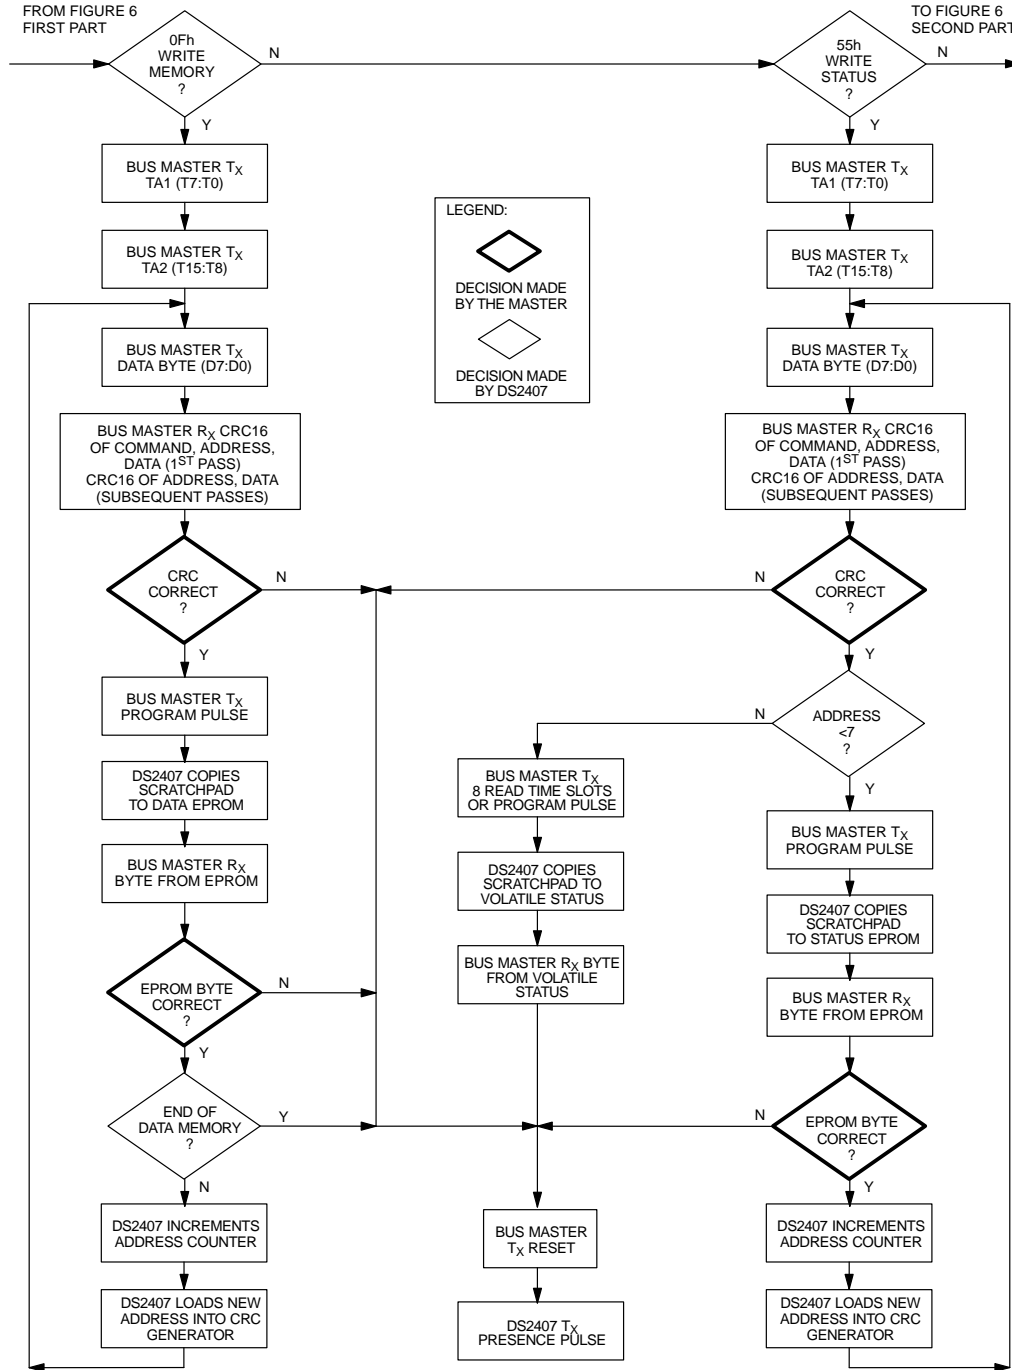 FROM FIGURE 6
FIRST PART
TO FIGURE 6
SECOND PART
0Fh
WRITE
MEMORY
?
N
Y
55h
WRITE
STATUS
?
N
Y
BUS MASTER TX
TA1 (T7:T0)
BUS MASTER TX
TA2 (T15:T8)
BUS MASTER TX
DATA BYTE (D7:D0)
BUS MASTER RX CRC16
OF COMMAND, ADDRESS,
DATA (1ST PASS)
CRC16 OF ADDRESS, DATA
(SUBSEQUENT PASSES)
CRC
CORRECT
?
N
Y
BUS MASTER TX
PROGRAM PULSE
DS2407 COPIES
SCRATCHPAD
TO DATA EPROM
BUS MASTER RX
BYTE FROM EPROM
EPROM BYTE
CORRECT
?
N
Y
END OF
DATA MEMORY
?
Y
N
DS2407 INCREMENTS
ADDRESS COUNTER
DS2407 LOADS NEW
ADDRESS INTO CRC
GENERATOR
LEGEND:
DECISION MADE
BY THE MASTER
DECISION MADE
BY DS2407
BUS MASTER TX
8 READ TIME SLOTS
OR PROGRAM PULSE
DS2407 COPIES
SCRATCHPAD TO
VOLATILE STATUS
BUS MASTER RX BYTE
FROM VOLATILE
STATUS
BUS MASTER
TX RESET
DS2407 TX
PRESENCE PULSE
BUS MASTER TX
TA1 (T7:T0)
BUS MASTER TX
TA2 (T15:T8)
BUS MASTER TX
DATA BYTE (D7:D0)
BUS MASTER RX CRC16
OF COMMAND, ADDRESS,
DATA (1ST PASS)
CRC16 OF ADDRESS, DATA
(SUBSEQUENT PASSES)
N
CRC
CORRECT
?
Y
N
ADDRESS
<7
?
Y
BUS MASTER TX
PROGRAM PULSE
DS2407 COPIES
SCRATCHPAD
TO STATUS EPROM
BUS MASTER RX
BYTE FROM EPROM
N
EPROM BYTE
CORRECT
?
Y
DS2407 INCREMENTS
ADDRESS COUNTER
DS2407 LOADS NEW
ADDRESS INTO CRC
GENERATOR